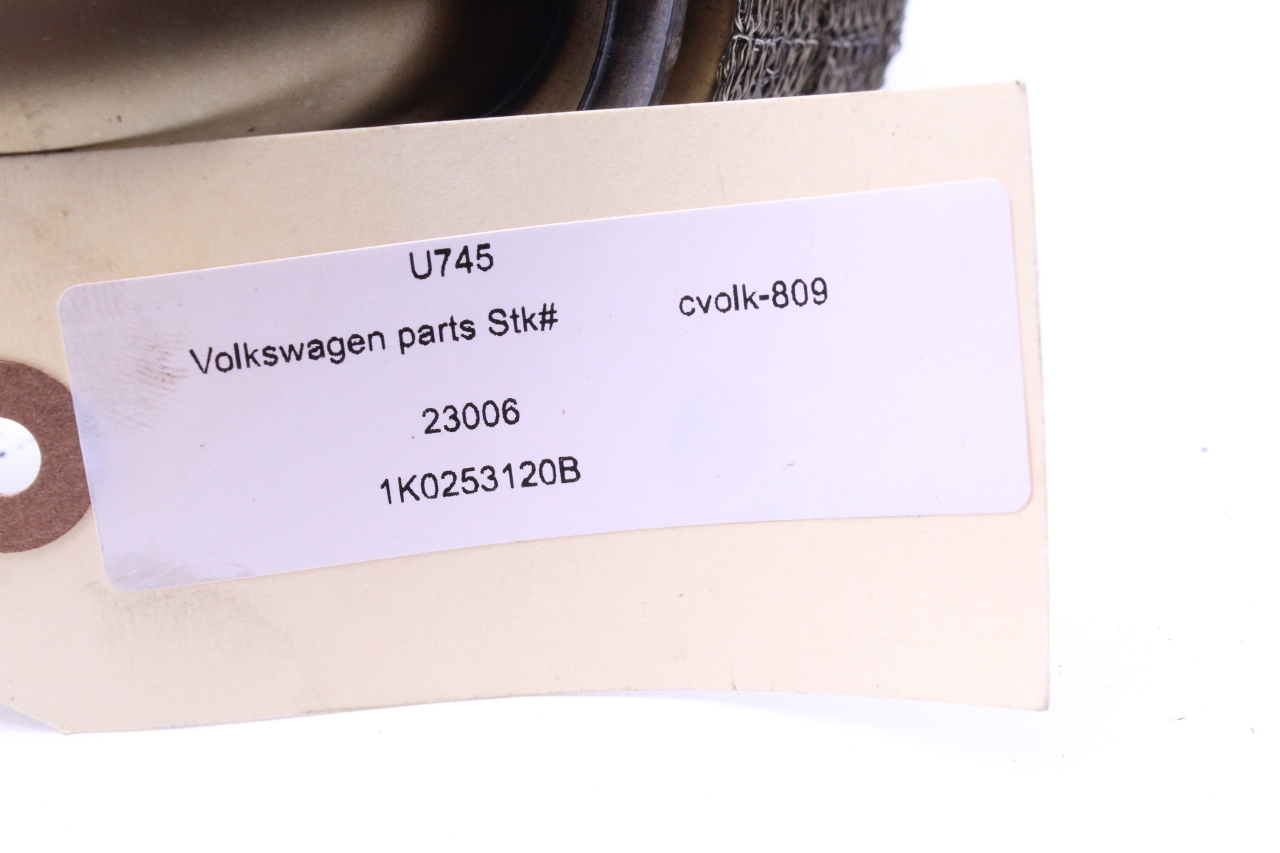 U745
Volkswagen parts Stk# cvolk-809
23006
1K0253120B